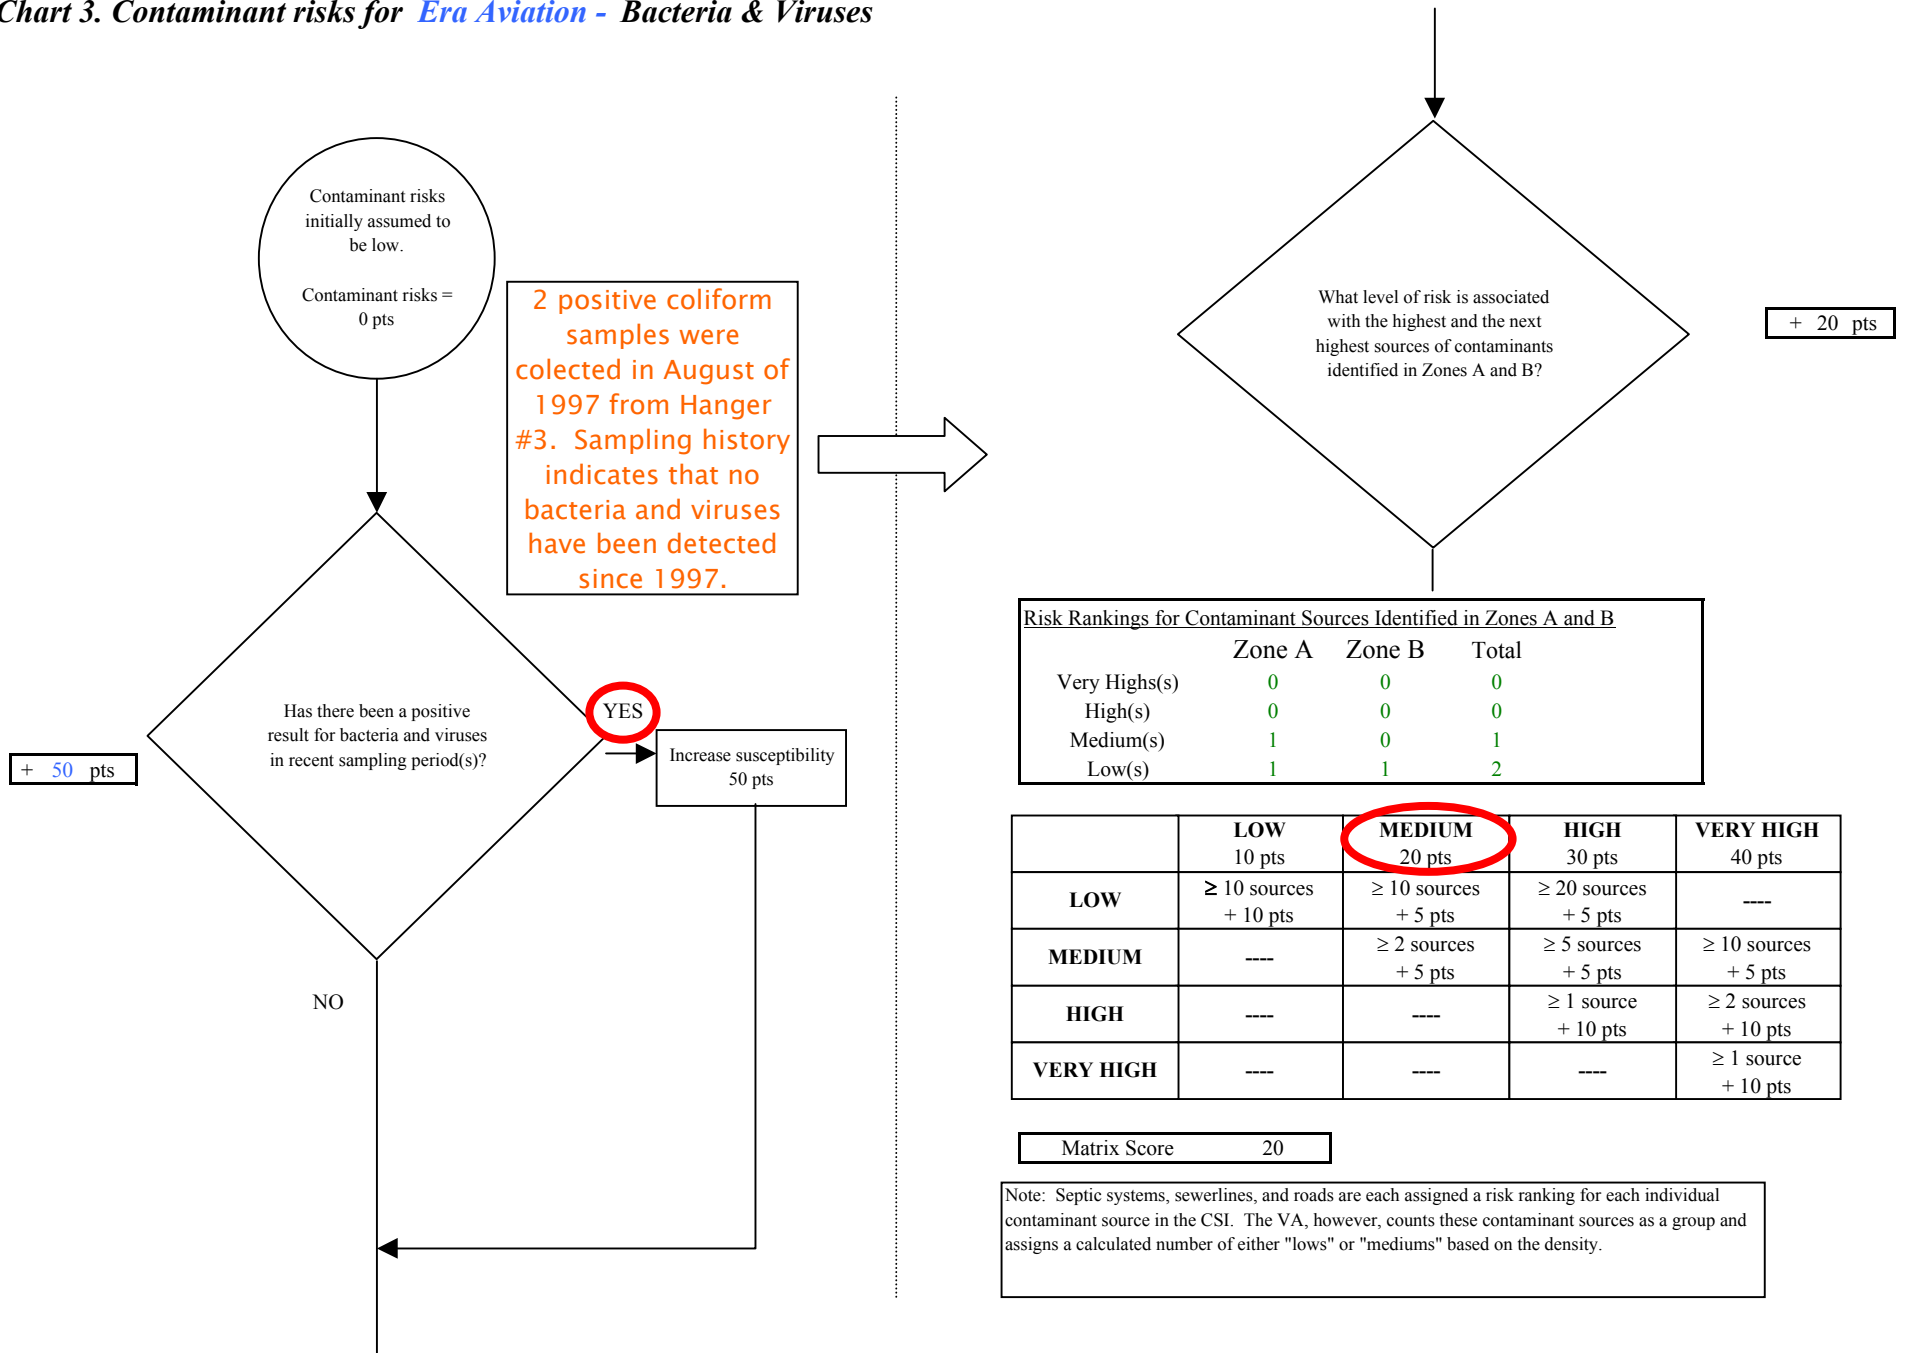 Chart 3. Contaminant risks for Era Aviation - Bacteria & Viruses
Contaminant risks
initially assumed to
be low.
Contaminant risks =
0 pts
2 positive coliform
samples were
colected in August of
1997 from Hanger
#3. Sampling history
indicates that no
bacteria and viruses
have been detected
since 1997.
Has there been a positive
result for bacteria and viruses
in recent sampling period(s)?
+ 50 pts
YES
Increase susceptibility
50 pts
NO
What level of risk is associated
with the highest and the next
highest sources of contaminants
identified in Zones A and B?
+ 20 pts
Risk Rankings for Contaminant Sources Identified in Zones A and B
Zone A Zone B Total
Very Highs(s) 0 0 0
High(s) 0 0 0
Medium(s) 1 0 1
Low(s) 1 1 2
LOW MEDIUM HIGH VERY HIGH
10 pts 20 pts 30 pts 40 pts
LOW ≥ 10 sources ≥ 10 sources ≥ 20 sources ----
+ 10 pts + 5 pts + 5 pts
MEDIUM ---- ≥ 2 sources ≥ 5 sources ≥ 10 sources
+ 5 pts + 5 pts + 5 pts
HIGH ---- ---- ≥ 1 source ≥ 2 sources
+ 10 pts + 10 pts
VERY HIGH ---- ---- ---- ≥ 1 source
+ 10 pts
Matrix Score 20
Note: Septic systems, sewerlines, and roads are each assigned a risk ranking for each individual
contaminant source in the CSI. The VA, however, counts these contaminant sources as a group and
assigns a calculated number of either "lows" or "mediums" based on the density.